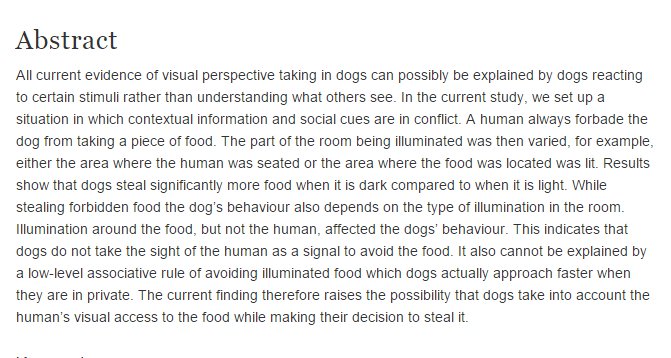 Abstract
All current evidence of visual perspective taking in dogs can possibly be explained by dogs reacting
to certain stimuli rather than understanding what others see. In the current study, we set up a
situation in which contextual information and social cues are in conflict. A human always forbade the
dog from taking a piece of food. The part of the room being illuminated was then varied, for example,
either the area where the human was seated or the area where the food was located was lit. Results
show that dogs steal significantly more food when it is dark compared to when it is light. While
stealing forbidden food the dog’s behaviour also depends on the type of illumination in the room.
Illumination around the food, but not the human, affected the dogs’ behaviour. This indicates that
dogs do not take the sight of the human as a signal to avoid the food. It also cannot be explained by
a low-level associative rule of avoiding illuminated food which dogs actually approach faster when
they are in private. The current finding therefore raises the possibility that dogs take into account the
human’s visual access to the food while making their decision to steal it.